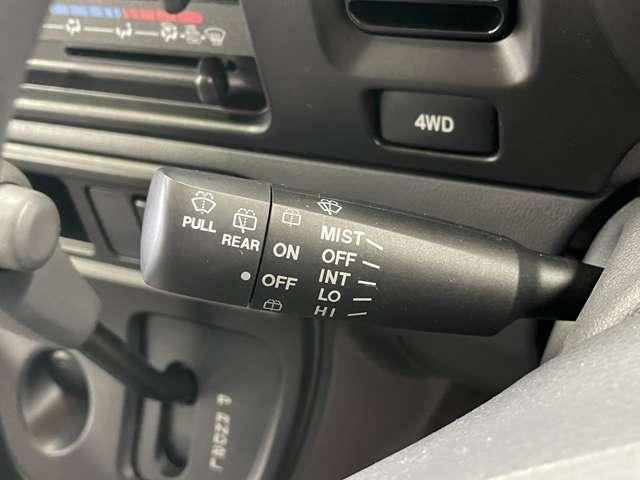 4WD
PULL
REAR
ON
OFF
MIST
OFF
INT
LO
HI